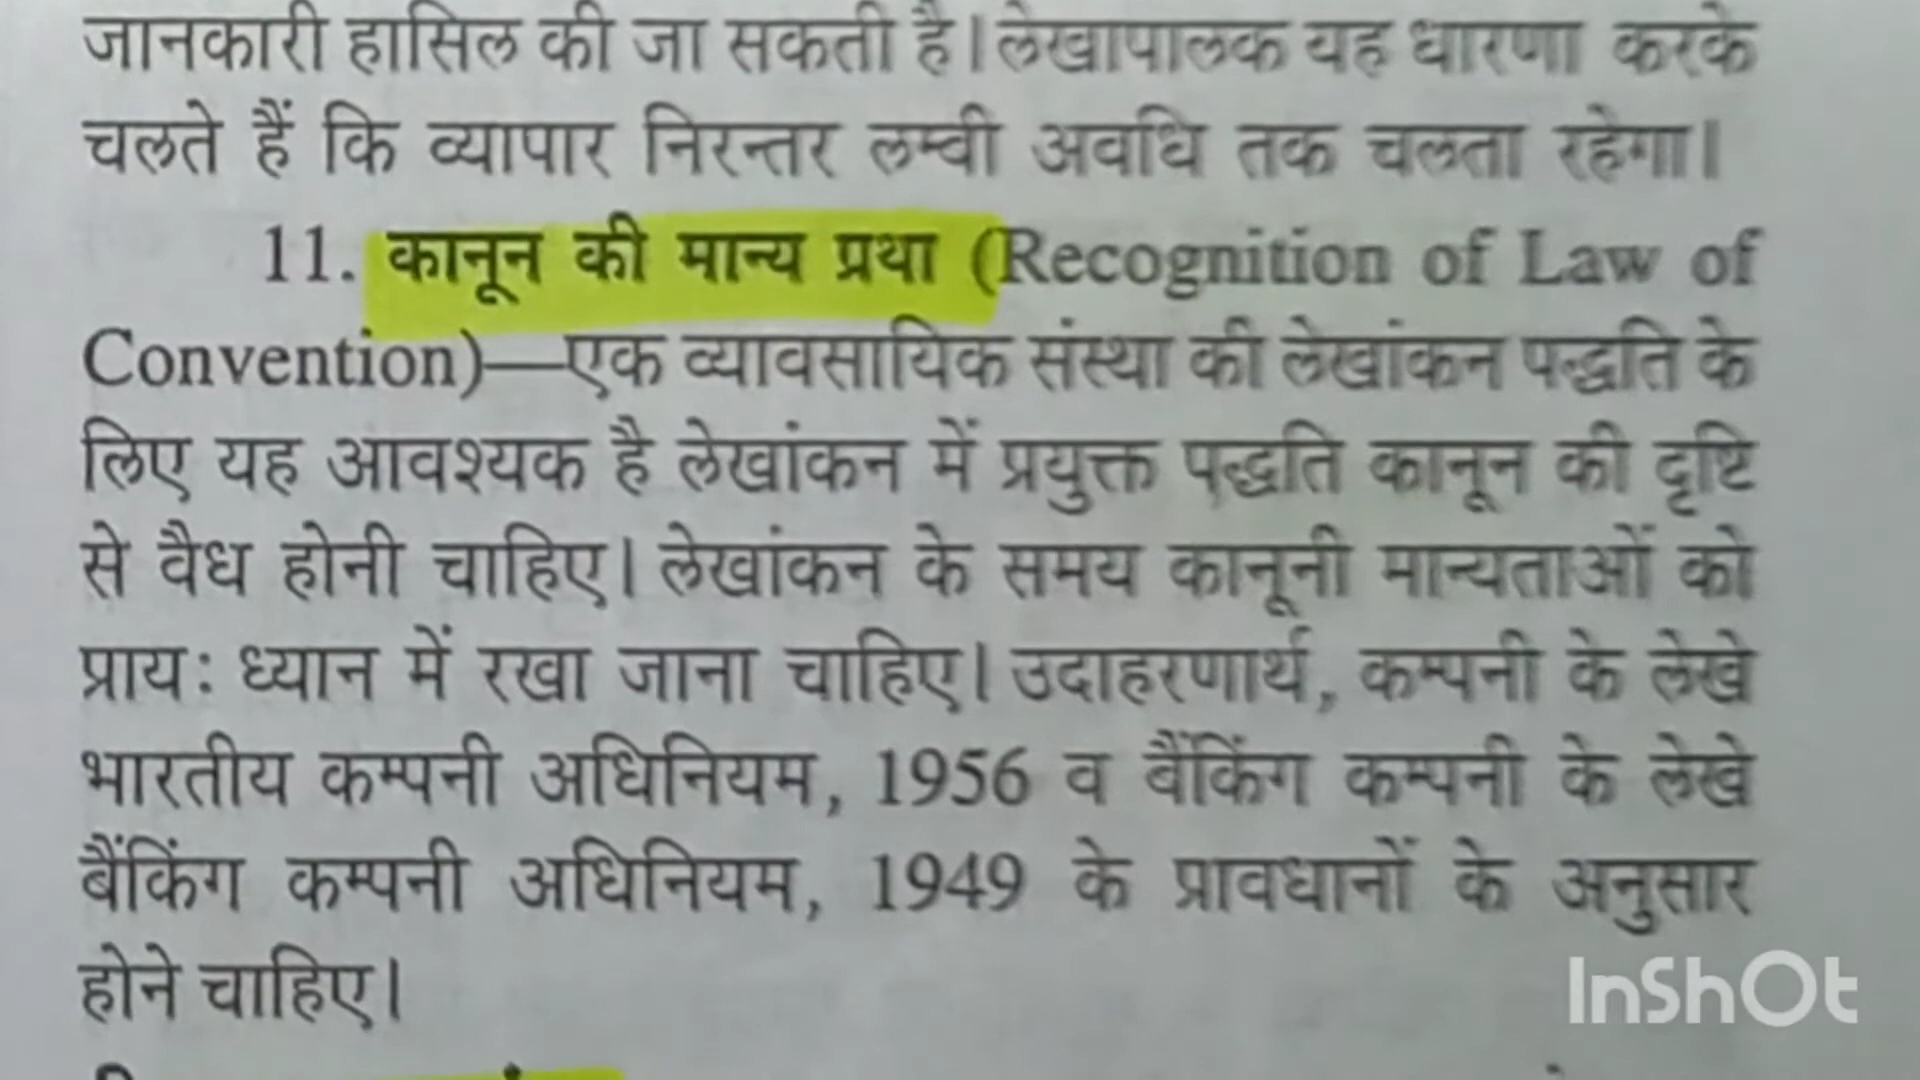 जानकारी हासिल की जा सकती है। लेखापालक यह धारणा करके
चलते हैं कि व्यापार निरन्तर लम्बी अवधि तक चलता रहेगा।
11. कानून की मान्य प्रथा (Recognition of Law of
Convention)—एक व्यावसायिक संस्था की लेखांकन पद्धति के
लिए यह आवश्यक है लेखांकन में प्रयुक्त पद्धति कानून की दृष्टि
से वैध होनी चाहिए। लेखांकन के समय कानूनी मान्यताओं को
प्राय: ध्यान में रखा जाना चाहिए। उदाहरणार्थ, कम्पनी के लेखे
भारतीय कम्पनी अधिनियम, 1956 व बैंकिंग कम्पनी के लेखे
बैंकिंग कम्पनी अधिनियम, 1949 के प्रावधानों के अनुसार
होने चाहिए।
InShOt